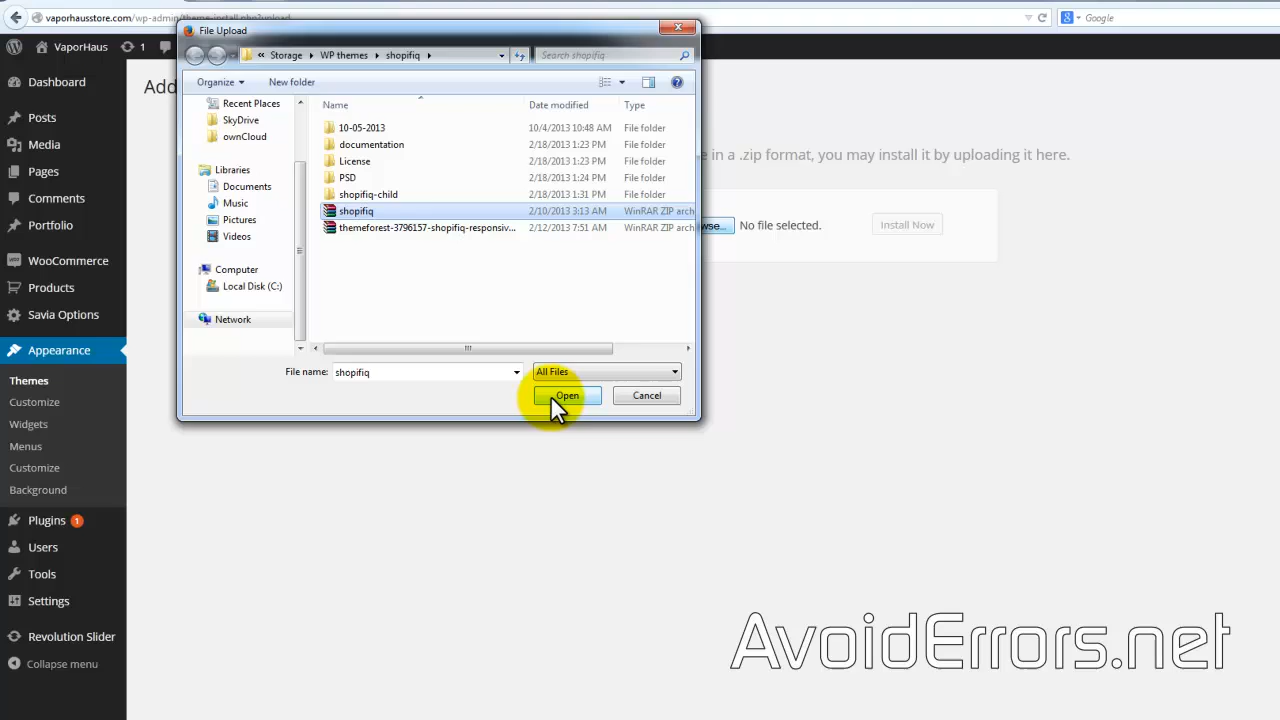 vaporhausstore.com/wp-admin/theme-install.php?upload
Google
File Upload
VaporHaus
1
« Storage
WP themes
shopifiq
Search shopifiq
Organize
New folder
Dashboard
Posts
Media
Pages
Comments
Portfolio
WooCommerce
Products
Savia Options
Appearance
Themes
Customize
Widgets
Menus
Customize
Background
Plugins 1
Users
Tools
Settings
Revolution Slider
Collapse menu
Add
Recent Places
SkyDrive
ownCloud
Libraries
Documents
Music
Pictures
Videos
Computer
Local Disk (C:)
Network
Name Date modified Type
10-05-2013 10/4/2013 10:48 AM File folder
documentation 2/18/2013 1:23 PM File folder
License 2/18/2013 1:23 PM File folder
PSD 2/18/2013 1:24 PM File folder
shopifiq-child 2/18/2013 1:31 PM File folder
shopifiq 2/10/2013 3:13 AM WinRAR ZIP arch
themeforest-3796157-shopifiq-responsiv... 2/12/2013 7:51 AM WinRAR ZIP arch
File name: shopifiq All Files
Open Cancel
e in a .zip format, you may install it by uploading it here.
wse... No file selected. Install Now
AvoidErrors.net